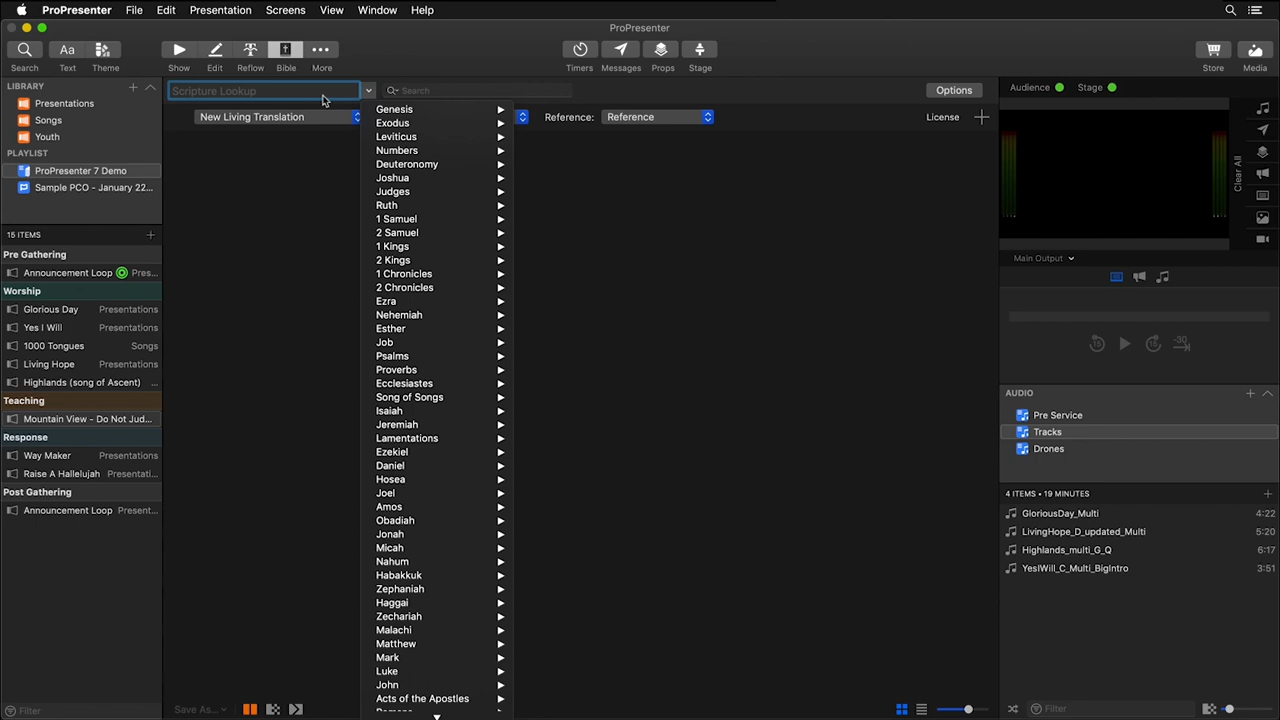 ProPresenter File Edit Presentation Screens View Window Help
ProPresenter
Search Text Theme Show Edit Reflow Bible More Timers Messages Props Stage Store Media
Aa
LIBRARY
Presentations
Songs
Youth
PLAYLIST
ProPresenter 7 Demo
Sample PCO - January 22...
15 ITEMS
Pre Gathering
Announcement Loop Pres...
Worship
Glorious Day Presentations
Yes I Will Presentations
1000 Tongues Songs
Living Hope Presentations
Highlands (song of Ascent) ...
Teaching
Mountain View - Do Not Jud...
Response
Way Maker Presentations
Raise A Hallelujah Presentati...
Post Gathering
Announcement Loop Present...
Filter
Scripture Lookup
Search
Options
New Living Translation
Reference: Reference
License
Genesis
Exodus
Leviticus
Numbers
Deuteronomy
Joshua
Judges
Ruth
1 Samuel
2 Samuel
1 Kings
2 Kings
1 Chronicles
2 Chronicles
Ezra
Nehemiah
Esther
Job
Psalms
Proverbs
Ecclesiastes
Song of Songs
Isaiah
Jeremiah
Lamentations
Ezekiel
Daniel
Hosea
Joel
Amos
Obadiah
Jonah
Micah
Nahum
Habakkuk
Zephaniah
Haggai
Zechariah
Malachi
Matthew
Mark
Luke
John
Acts of the Apostles
Save As...
Audience Stage
Clear All
Main Output
15 15 -30
AUDIO
Pre Service
Tracks
Drones
4 ITEMS • 19 MINUTES
GloriousDay_Multi 4:22
LivingHope_D_updated_Multi 5:20
Highlands_multi_G_Q 6:17
YesIWill_C_Multi_BigIntro 3:51
Filter